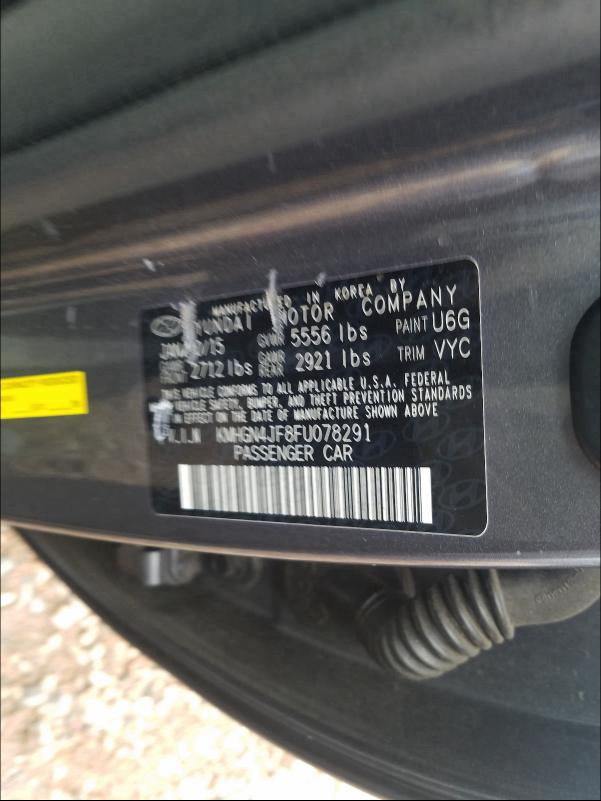 MANUFACTURED IN KOREA BY
HYUNDAI MOTOR COMPANY
GVWR 5556 lbs PAINT U6G
FRONT 2712 lbs GAWR REAR 2921 lbs TRIM VYC
THIS VEHICLE CONFORMS TO ALL APPLICABLE U.S.A. FEDERAL
VEHICLE SAFETY, BUMPER, AND THEFT PREVENTION STANDARDS
IN EFFECT ON THE DATE OF MANUFACTURE SHOWN ABOVE
V.I.N KMHGN4JF8FU078291
PASSENGER CAR